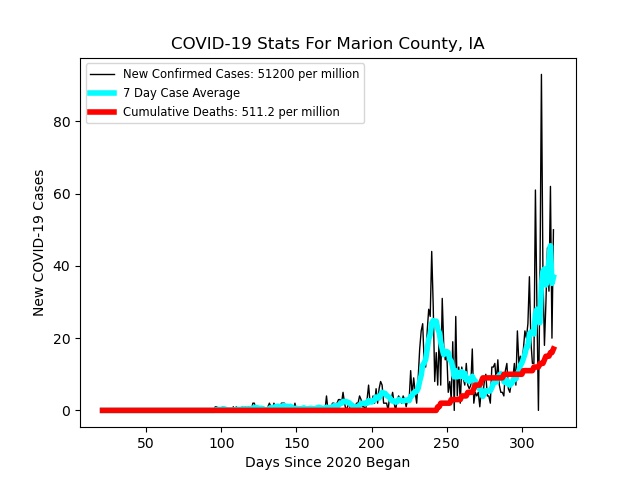 COVID-19 Stats For Marion County, IA
New Confirmed Cases: 51200 per million
7 Day Case Average
Cumulative Deaths: 511.2 per million
New COVID-19 Cases
80
60
40
20
0
50 100 150 200 250 300
Days Since 2020 Began